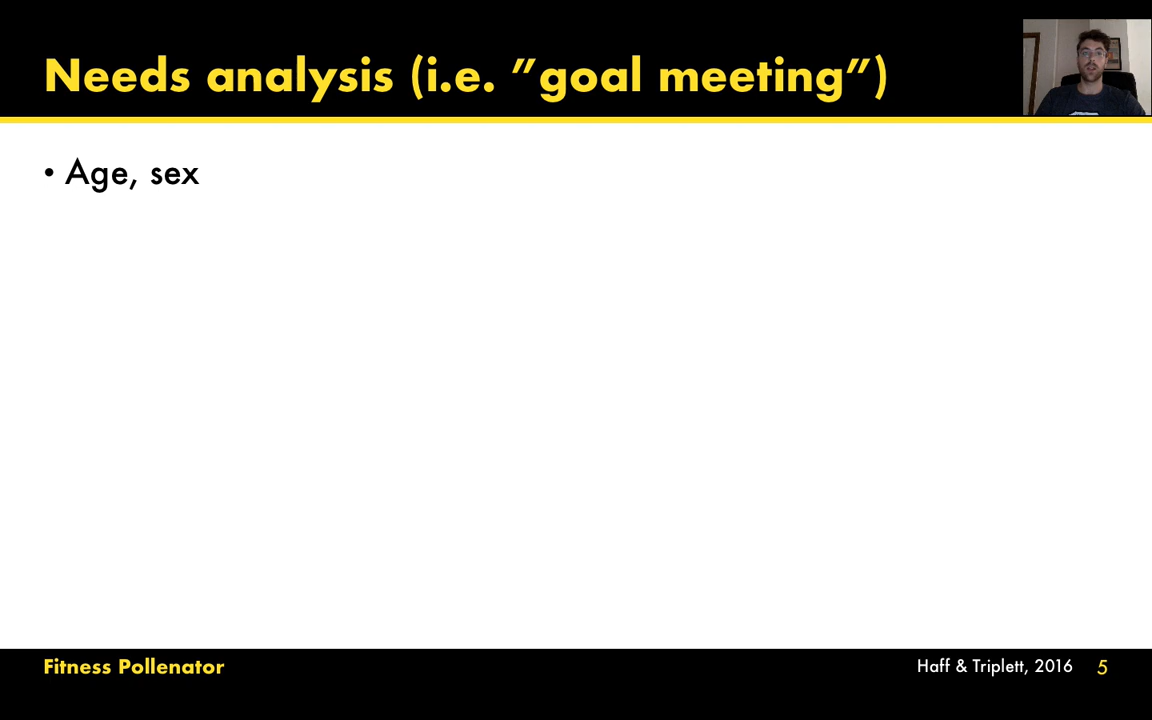 Needs analysis (i.e. ”goal meeting”)
• Age, sex
Fitness Pollenator
Haff & Triplett, 2016
5